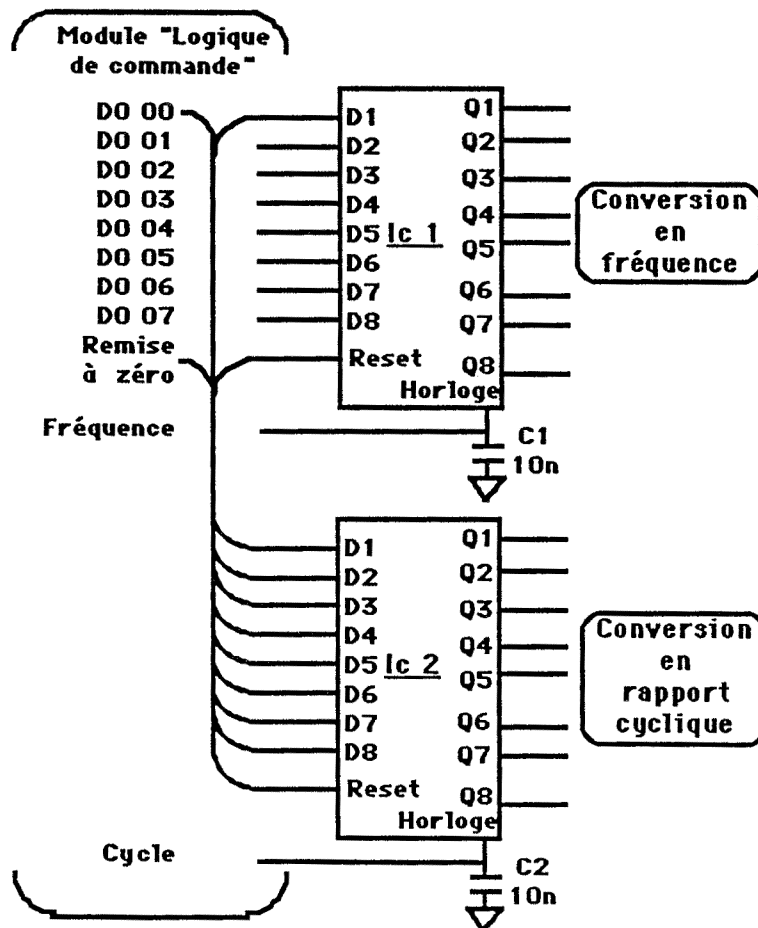 Module "Logique
de commande"
DO 00
DO 01
DO 02
DO 03
DO 04
DO 05
DO 06
DO 07
Remise
à zéro
Fréquence
D1
D2
D3
D4
D5
D6
D7
D8
Reset
Ic 1
Q1
Q2
Q3
Q4
Q5
Q6
Q7
Q8
Horloge
C1
10n
Conversion
en
fréquence
D1
D2
D3
D4
D5
D6
D7
D8
Reset
Ic 2
Q1
Q2
Q3
Q4
Q5
Q6
Q7
Q8
Horloge
Conversion
en
rapport
cyclique
Cycle
C2
10n